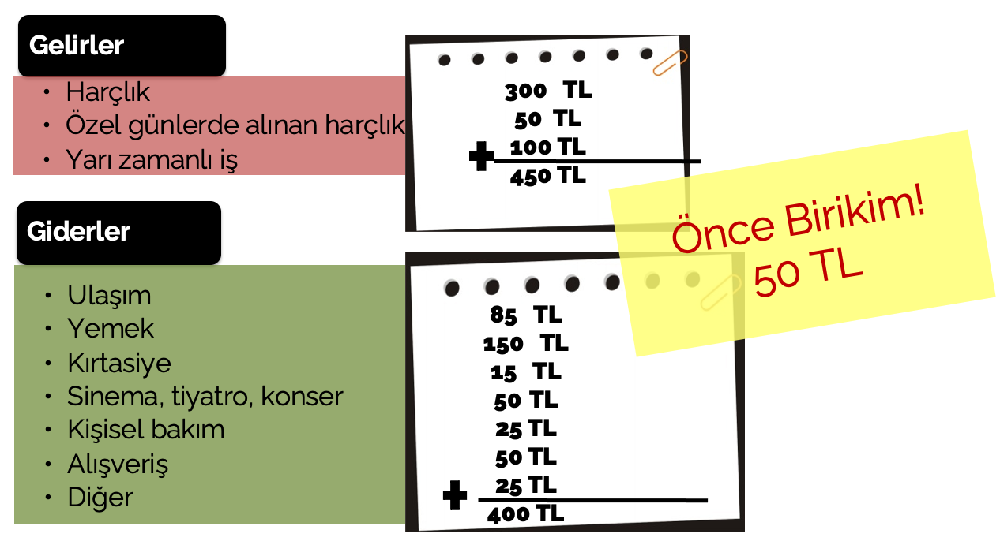 Gelirler
• Harçlık
• Özel günlerde alınan harçlık
• Yarı zamanlı iş
300 TL
50 TL
+ 100 TL
450 TL
Önce Birikim!
50 TL
Giderler
• Ulaşım
• Yemek
• Kırtasiye
• Sinema, tiyatro, konser
• Kişisel bakım
• Alışveriş
• Diğer
85 TL
150 TL
15 TL
50 TL
25 TL
50 TL
+ 25 TL
400 TL